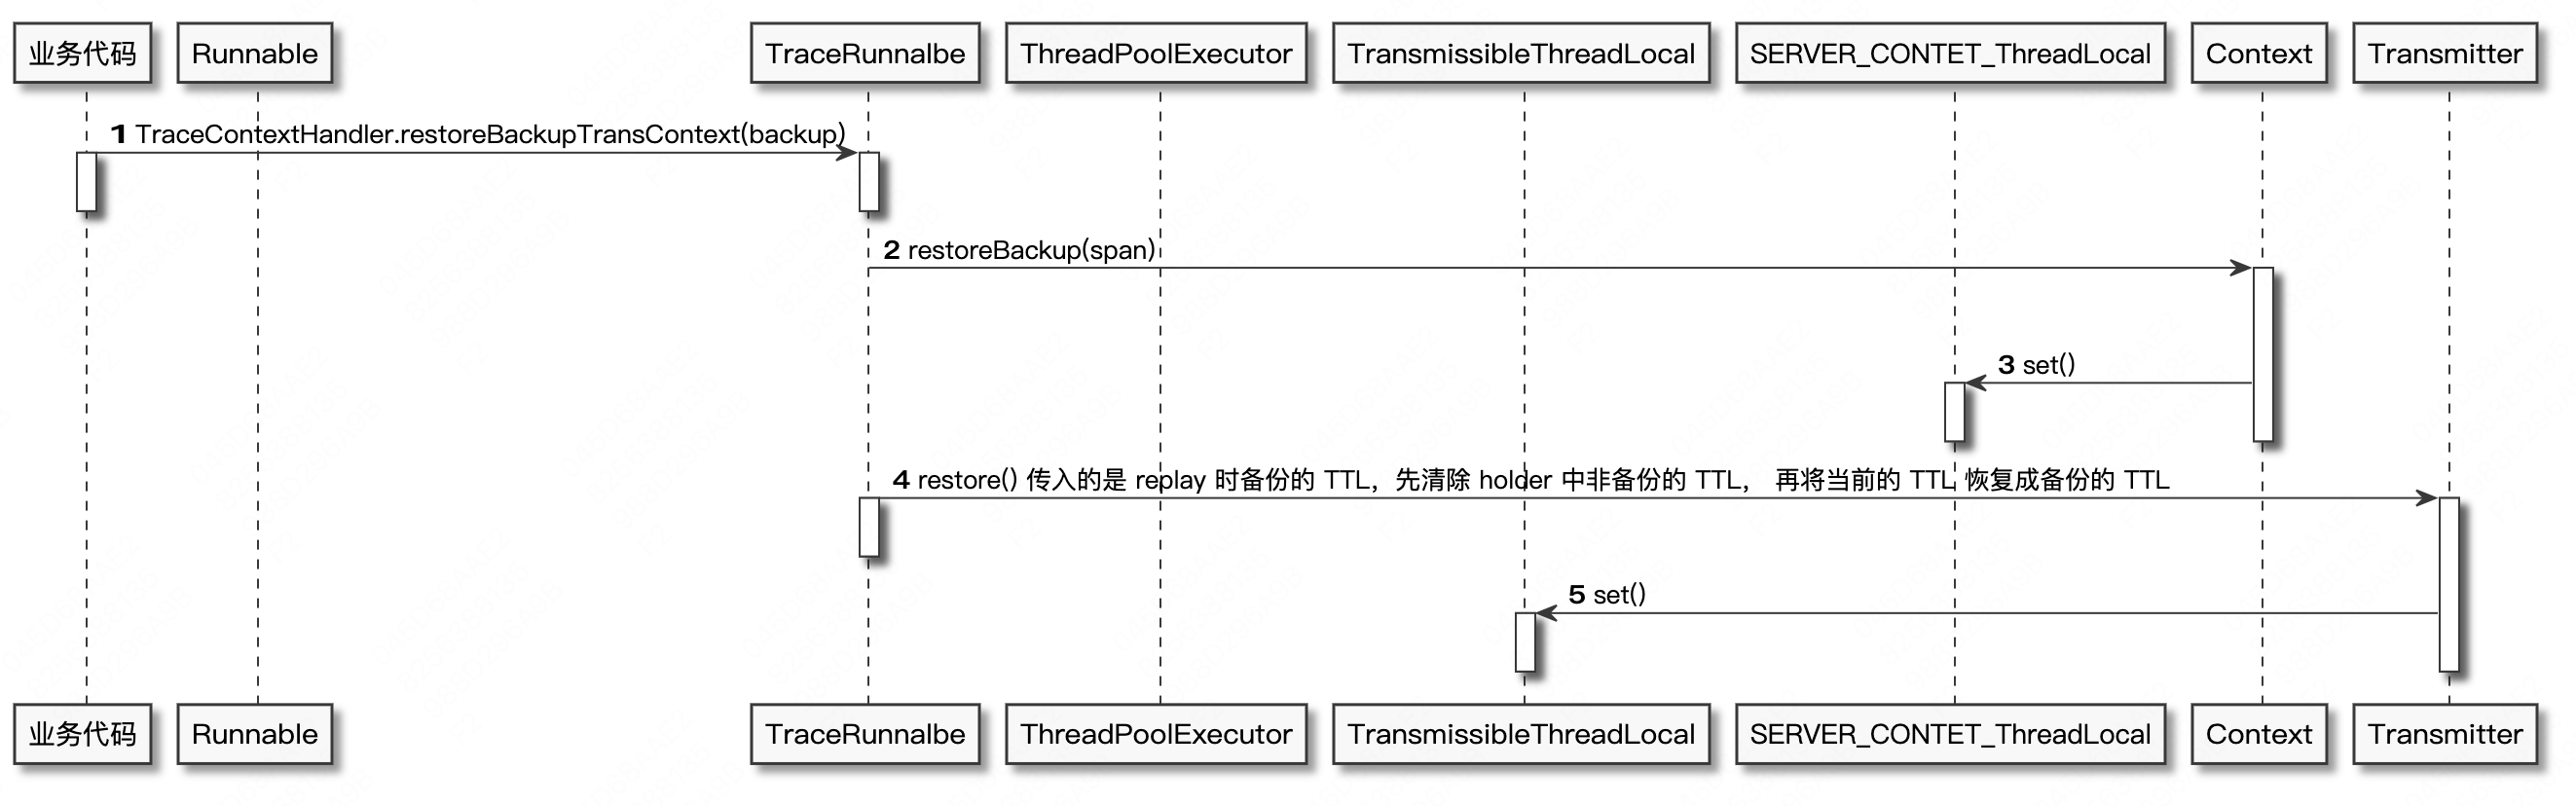 业务代码 Runnable TraceRunnalbe ThreadPoolExecutor TransmissibleThreadLocal SERVER_CONTET_ThreadLocal Context Transmitter
1 TraceContextHandler.restoreBackupTransContext(backup)
2 restoreBackup(span)
3 set()
4 restore() 传入的是 replay 时备份的 TTL，先清除 holder 中非备份的 TTL， 再将当前的 TTL 恢复成备份的 TTL
5 set()
业务代码 Runnable TraceRunnalbe ThreadPoolExecutor TransmissibleThreadLocal SERVER_CONTET_ThreadLocal Context Transmitter